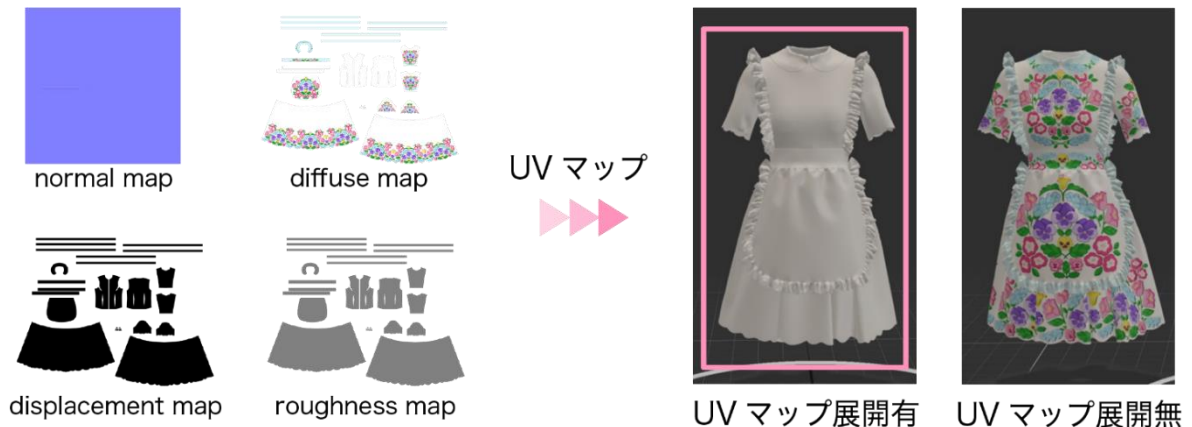 normal map
diffuse map
UV マップ
displacement map
roughness map
UV マップ展開有
UV マップ展開無